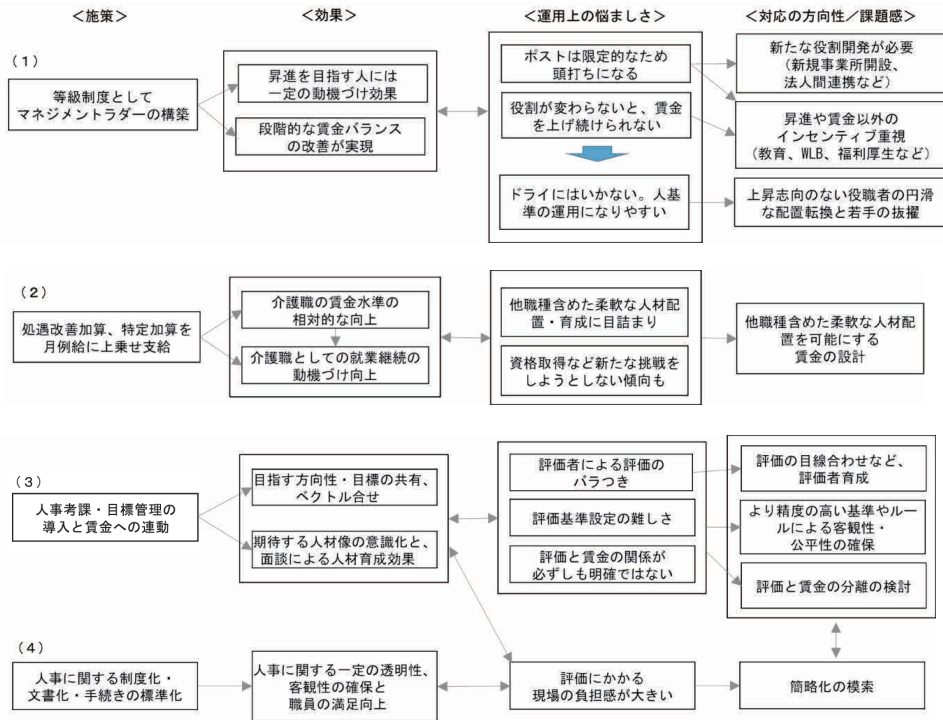 ＜施策＞
＜効果＞
＜運用上の悩ましさ＞
＜対応の方向性／課題感＞
（１）
等級制度として
マネジメントラダーの構築
昇進を目指す人には
一定の動機づけ効果
段階的な賃金バランス
の改善が実現
ポストは限定的なため
頭打ちになる
役割が変わらないと、賃金
を上げ続けられない
ドライにはいかない。人基
準の運用になりやすい
新たな役割開発が必要
（新規事業所開設、
法人間連携など）
昇進や賃金以外の
インセンティブ重視
（教育、WLB、福利厚生など）
上昇志向のない役職者の円滑
な配置転換と若手の抜擢
（２）
処遇改善加算、特定加算を
月例給に上乗せ支給
介護職の賃金水準の
相対的な向上
介護職としての就業継続の
動機づけ向上
他職種含めた柔軟な人材配
置・育成に目詰まり
資格取得など新たな挑戦を
しようとしない傾向も
他職種含めた柔軟な人材配
置を可能にする
賃金の設計
（３）
人事考課・目標管理の
導入と賃金への連動
目指す方向性・目標の共有、
ベクトル合せ
期待する人材像の意識化と、
面談による人材育成効果
評価者による評価の
バラつき
評価基準設定の難しさ
評価と賃金の関係が
必ずしも明確ではない
評価の目線合わせなど、
評価者育成
より精度の高い基準やルー
ルによる客観性・
公平性の確保
評価と賃金の分離の検討
（４）
人事に関する制度化・
文書化・手続きの標準化
人事に関する一定の透明性、
客観性の確保と
職員の満足向上
評価にかかる
現場の負担感が大きい
簡略化の模索